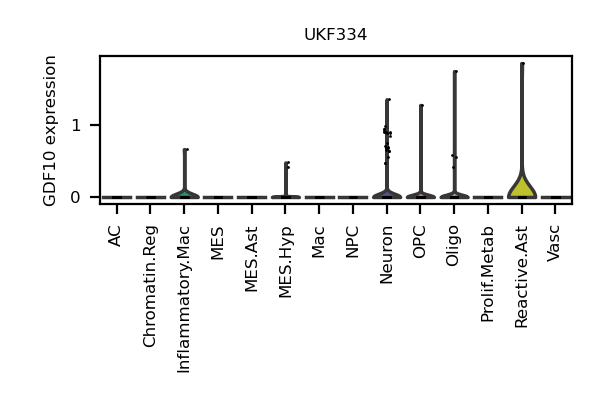 UKF334
GDF10 expression
1
0
AC
Chromatin.Reg
Inflammatory.Mac
MES
MES.Ast
MES.Hyp
Mac
NPC
Neuron
OPC
Oligo
Prolif.Metab
Reactive.Ast
Vasc